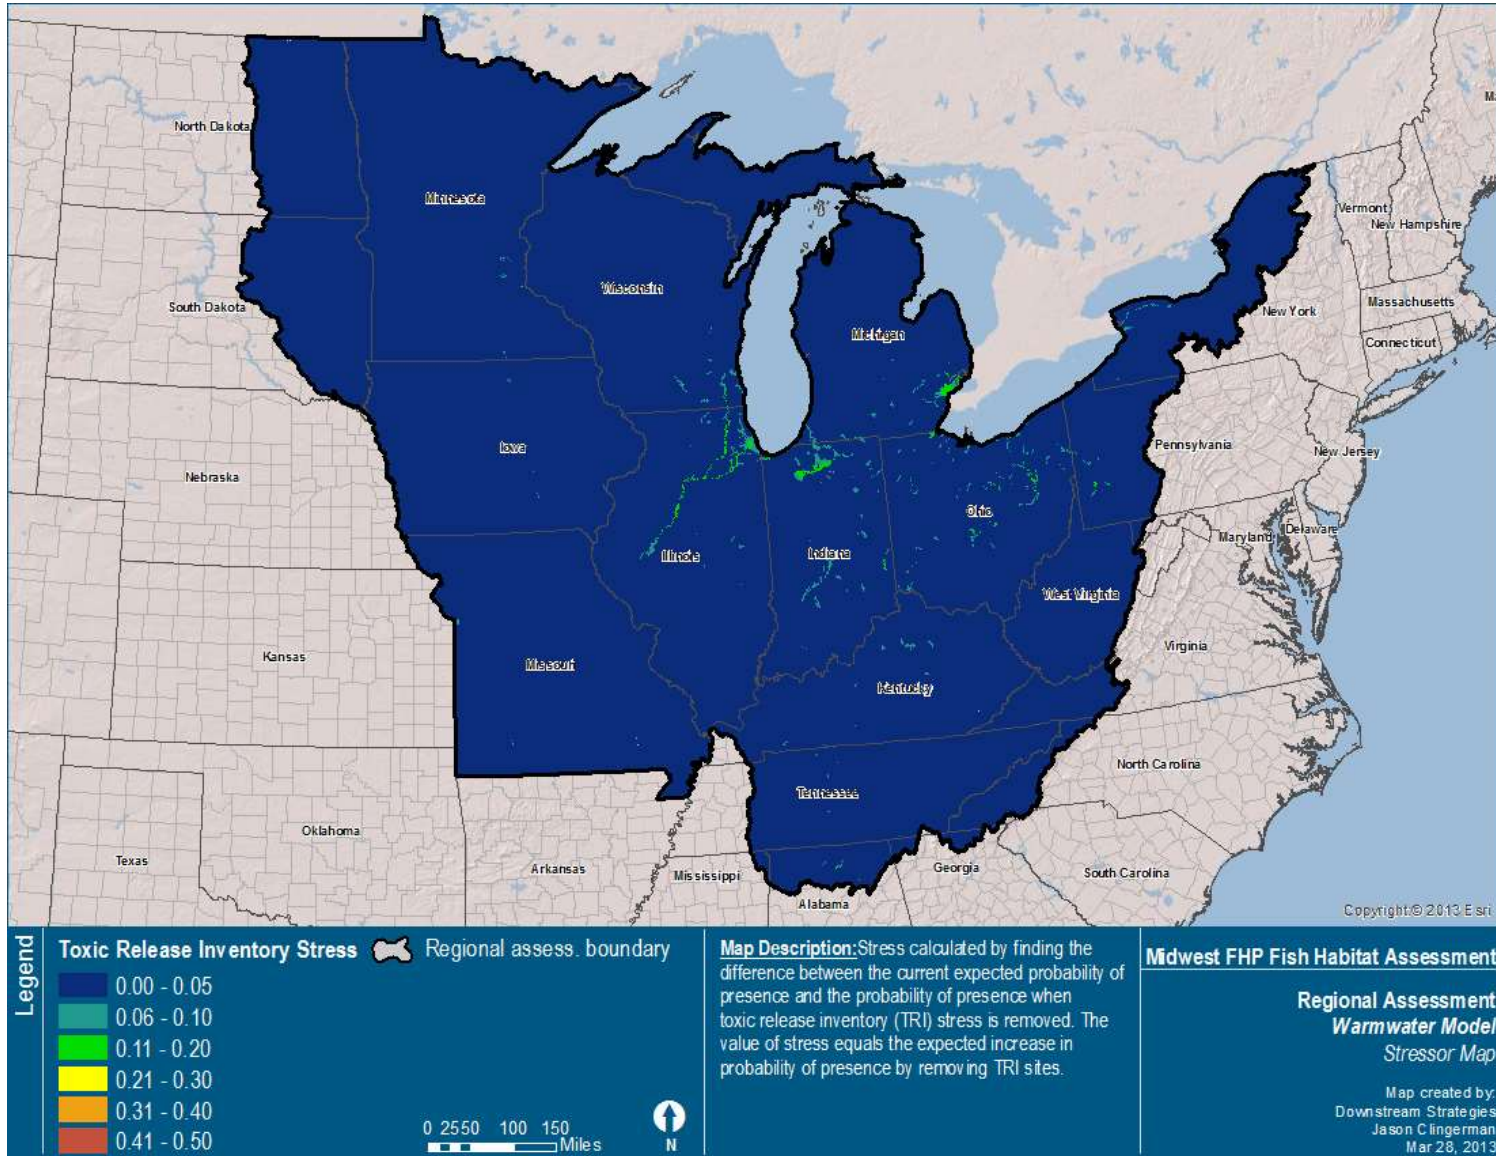 Ma
North Dakota
Minnesota
Vermont
New Hampshire
Wisconsin
South Dakota
Massachusetts
New York
Michigan
Connecticut
Iowa
Pennsylvania
New Jersey
Nebraska
Ohio
Delaware
Maryland
Illinois
Indiana
West Virginia
Virginia
Kansas
Missouri
Kentucky
North Carolina
Tennessee
Oklahoma
Texas
Arkansas
Georgia
South Carolina
Mississippi
Alabama
Copyright:© 2013 Esri
Legend
Toxic Release Inventory Stress
Regional assess. boundary
0.00 - 0.05
0.06 - 0.10
0.11 - 0.20
0.21 - 0.30
0.31 - 0.40
0.41 - 0.50
0 25 50 100 150
Miles
N
Map Description:Stress calculated by finding the
difference between the current expected probability of
presence and the probability of presence when
toxic release inventory (TRI) stress is removed. The
value of stress equals the expected increase in
probability of presence by removing TRI sites.
Midwest FHP Fish Habitat Assessment
Regional Assessment
Warmwater Model
Stressor Map
Map created by:
Downstream Strategies
Jason Clingerman
Mar 28, 2013